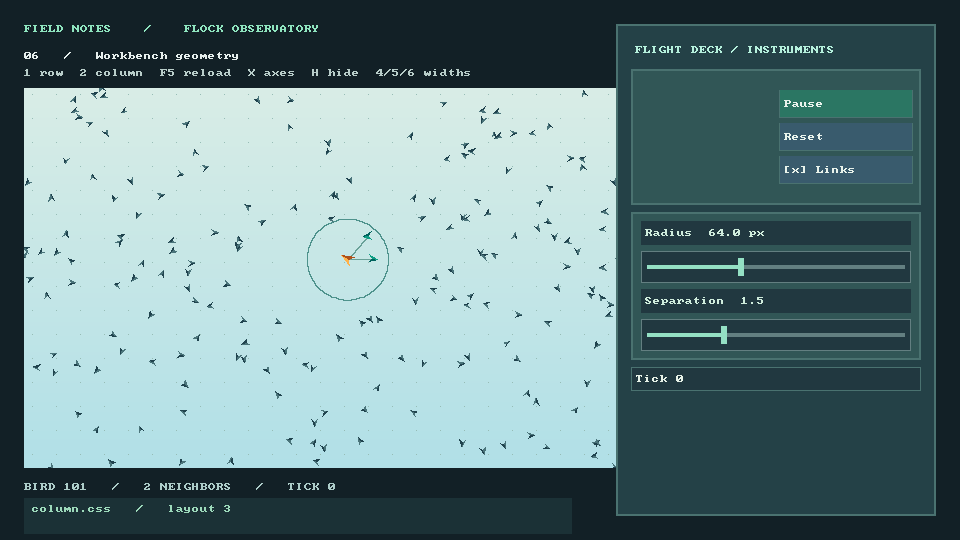 FIELD NOTES / FLOCK OBSERVATORY
06 / Workbench geometry
1 row 2 column F5 reload X axes H hide 4/5/6 widths
FLIGHT DECK / INSTRUMENTS
Pause
Reset
[x] Links
Radius 64.0 px
Separation 1.5
Tick 0
BIRD 101 / 2 NEIGHBORS / TICK 0
column.css / layout 3